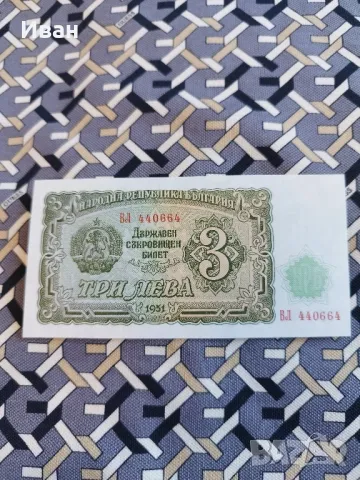 Иван
НАРОДНА РЕПУБЛИКА БЪЛГАРИЯ
ВЛ 440664
ДЪРЖАВЕН
СЪКРОВИЩЕН
БИЛЕТ
3
ТРИ ЛЕВА
1951
ВЛ 440664